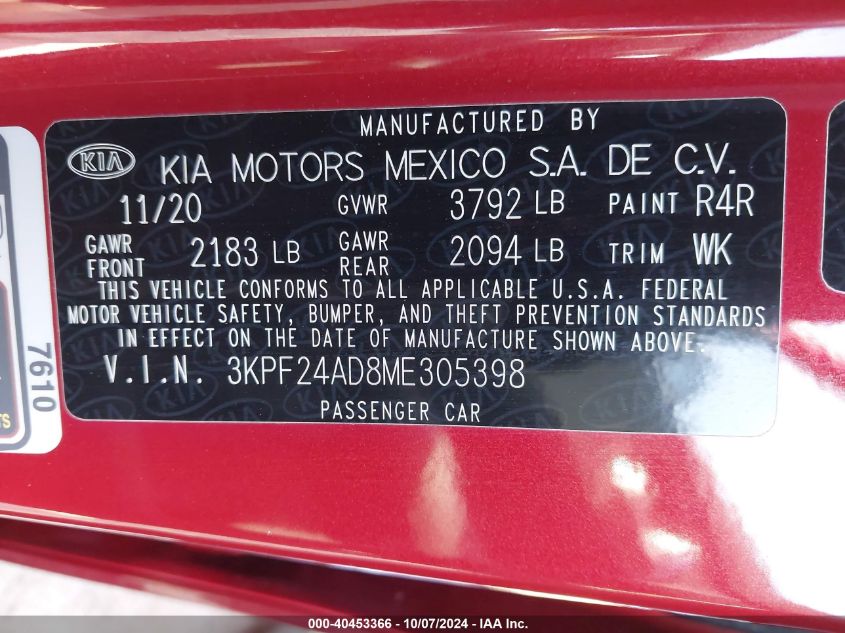 MANUFACTURED BY
KIA KIA MOTORS MEXICO S.A. DE C.V.
11/20 GVWR 3792 LB PAINT R4R
GAWR FRONT 2183 LB GAWR REAR 2094 LB TRIM WK
THIS VEHICLE CONFORMS TO ALL APPLICABLE U.S.A. FEDERAL
MOTOR VEHICLE SAFETY, BUMPER, AND THEFT PREVENTION STANDARDS
IN EFFECT ON THE DATE OF MANUFACTURE SHOWN ABOVE.
V.I.N. 3KPF24AD8ME305398
PASSENGER CAR
7610
000-40453366 - 10/07/2024 - IAA Inc.